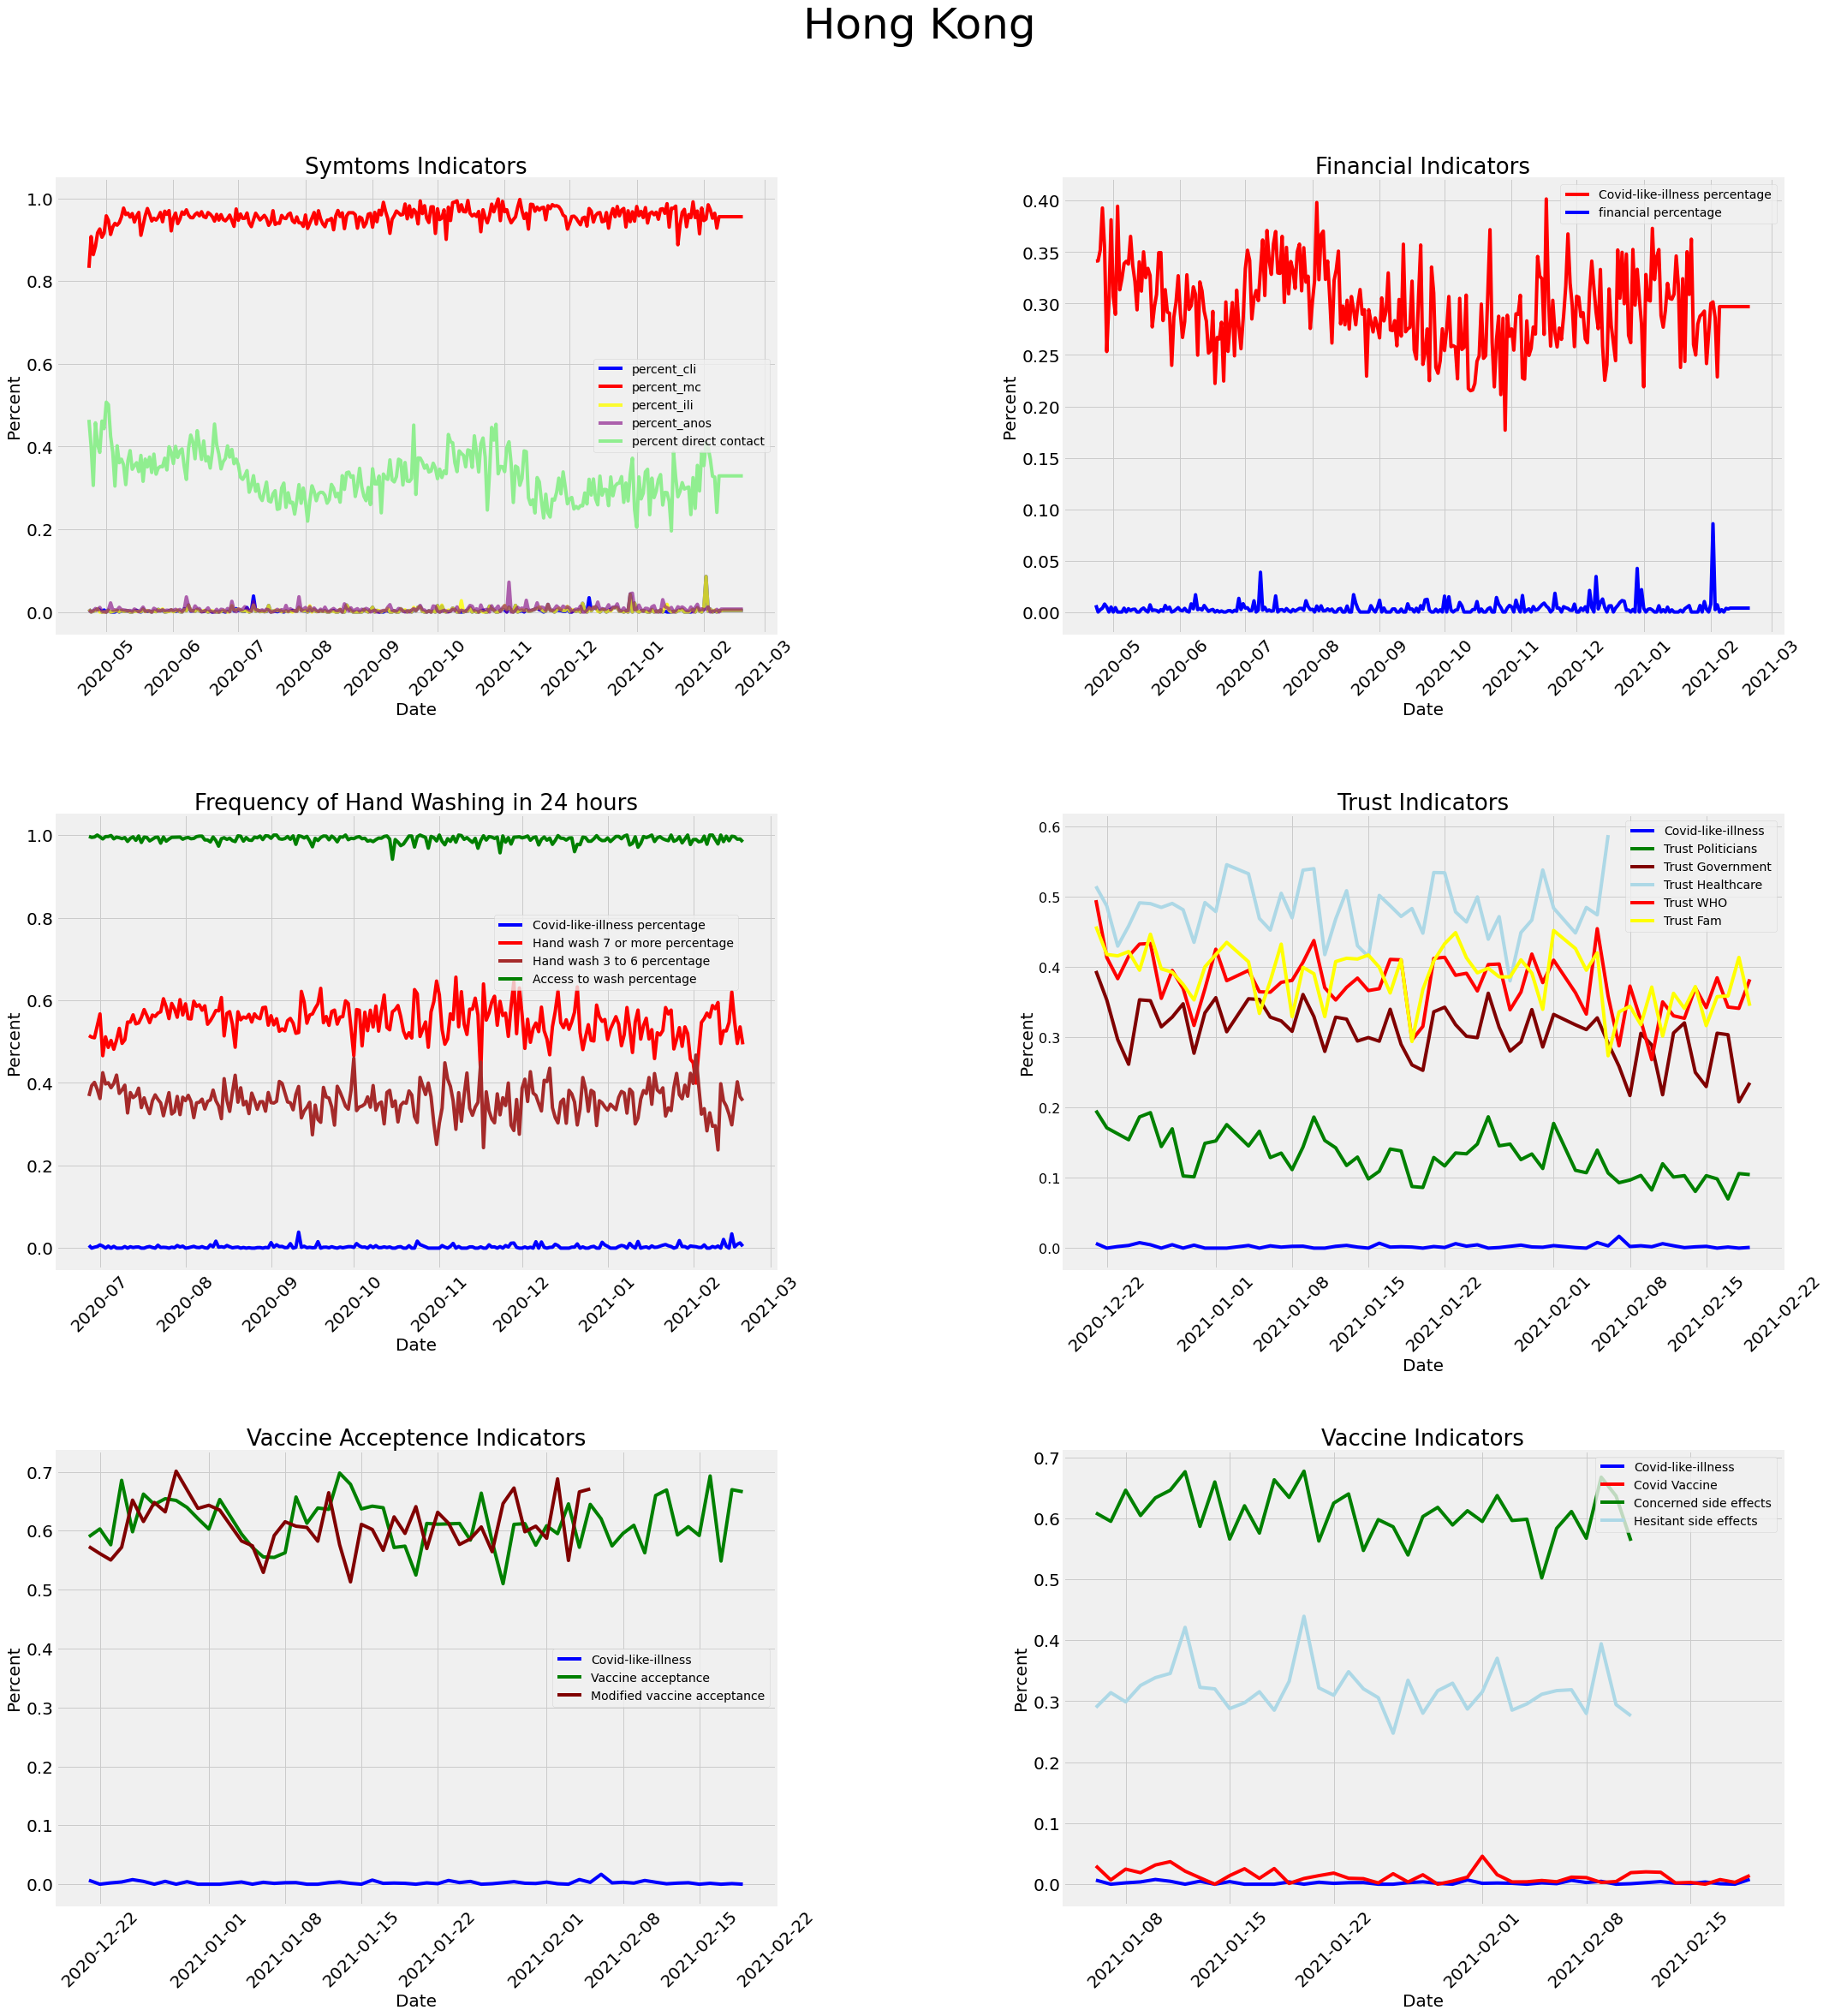 Hong Kong
Symtoms Indicators
Percent
1.0
0.8
0.6
0.4
0.2
0.0
percent_cli
percent_mc
percent_ili
percent_anos
percent direct contact
2020-05
2020-06
2020-07
2020-08
2020-09
2020-10
2020-11
2020-12
2021-01
2021-02
2021-03
Date
Financial Indicators
Percent
0.40
0.35
0.30
0.25
0.20
0.15
0.10
0.05
0.00
Covid-like-illness percentage
financial percentage
2020-05
2020-06
2020-07
2020-08
2020-09
2020-10
2020-11
2020-12
2021-01
2021-02
2021-03
Date
Frequency of Hand Washing in 24 hours
Percent
1.0
0.8
0.6
0.4
0.2
0.0
Covid-like-illness percentage
Hand wash 7 or more percentage
Hand wash 3 to 6 percentage
Access to wash percentage
2020-07
2020-08
2020-09
2020-10
2020-11
2020-12
2021-01
2021-02
2021-03
Date
Trust Indicators
Percent
0.6
0.5
0.4
0.3
0.2
0.1
0.0
Covid-like-illness
Trust Politicians
Trust Government
Trust Healthcare
Trust WHO
Trust Fam
2020-12-22
2021-01-01
2021-01-08
2021-01-15
2021-01-22
2021-02-01
2021-02-08
2021-02-15
2021-02-22
Date
Vaccine Acceptence Indicators
Percent
0.7
0.6
0.5
0.4
0.3
0.2
0.1
0.0
Covid-like-illness
Vaccine acceptance
Modified vaccine acceptance
2020-12-22
2021-01-01
2021-01-08
2021-01-15
2021-01-22
2021-02-01
2021-02-08
2021-02-15
2021-02-22
Date
Vaccine Indicators
Percent
0.7
0.6
0.5
0.4
0.3
0.2
0.1
0.0
Covid-like-illness
Covid Vaccine
Concerned side effects
Hesitant side effects
2021-01-08
2021-01-15
2021-01-22
2021-02-01
2021-02-08
2021-02-15
Date